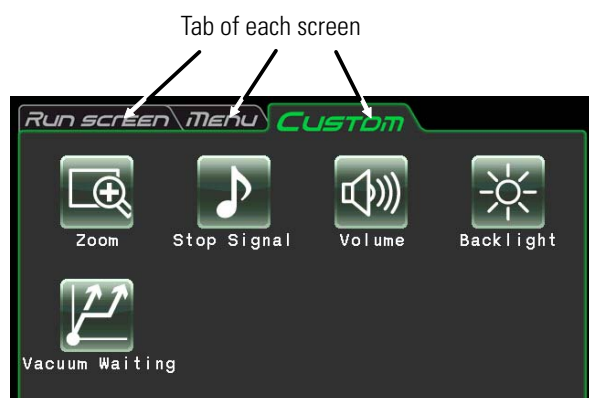 Tab of each screen
Run screen Menu Custom
Zoom Stop Signal Volume Backlight
Vacuum Waiting